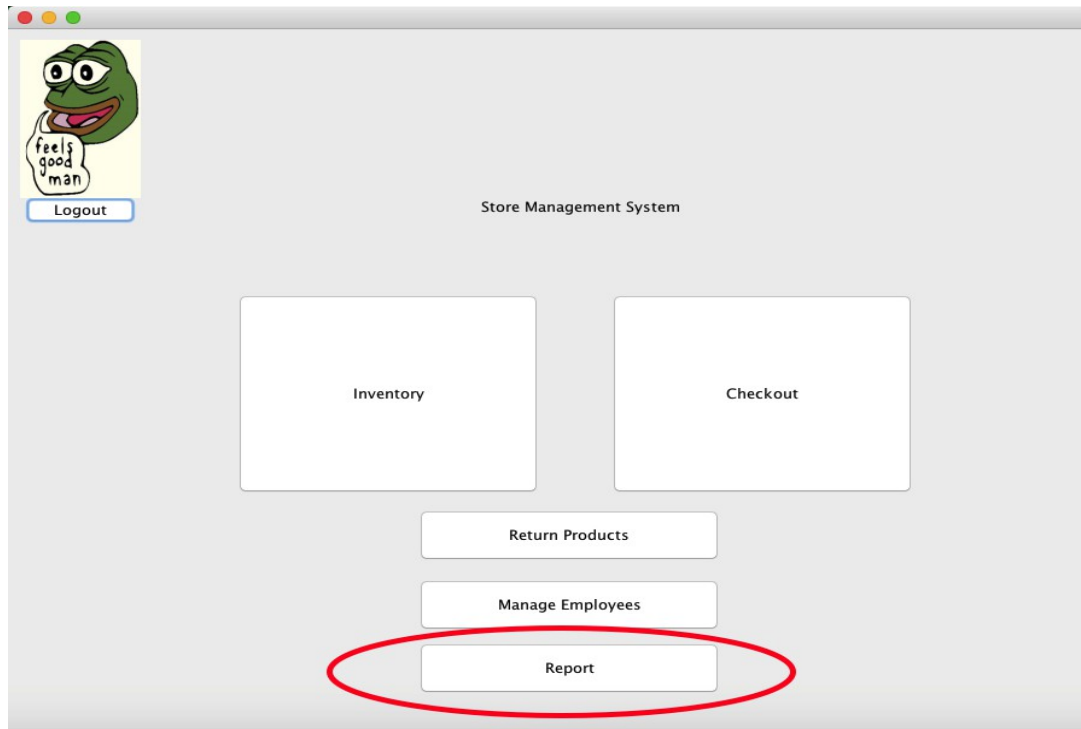 feels
good
man
Logout
Store Management System
Inventory
Checkout
Return Products
Manage Employees
Report